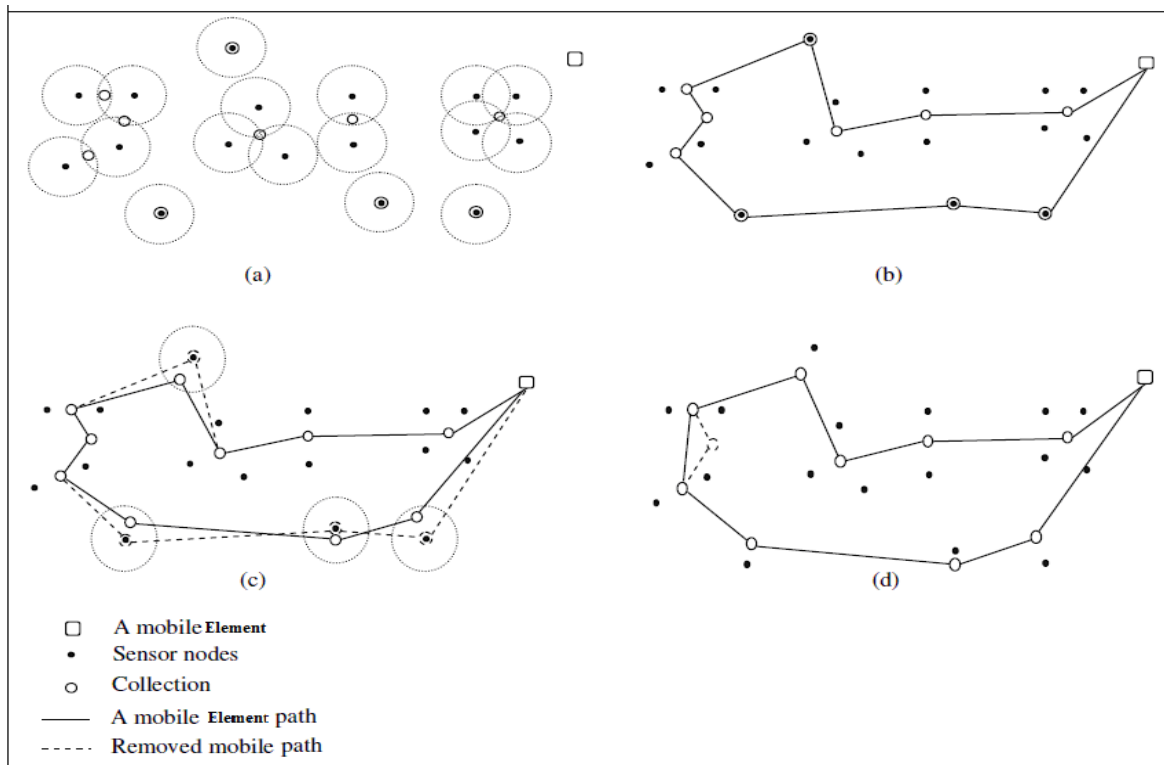 (a)
(b)
(c)
(d)
A mobile Element
Sensor nodes
Collection
A mobile Element path
Removed mobile path